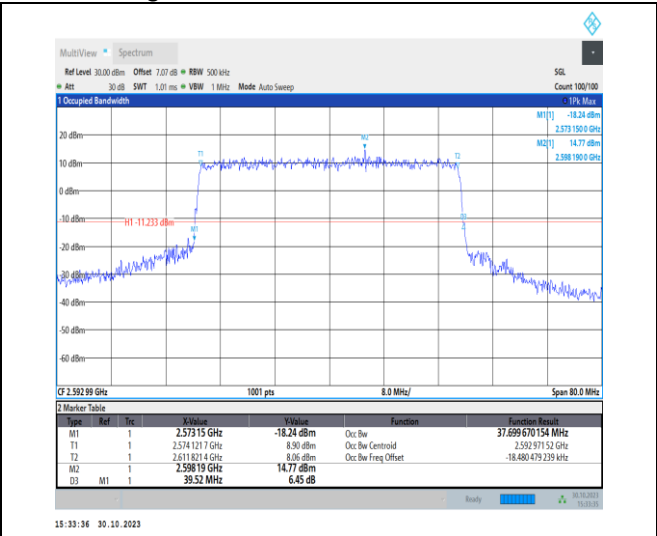 MultiView Spectrum
Ref Level 30.00 dBm Offset 7.07 dB RBW 500 kHz SGL
Att 30 dB SWT 1.01 ms VBW 1 MHz Mode Auto Sweep Count 100/100
1 Occupied Bandwidth 1Pk Max
M1[1] -18.24 dBm
2.573 150 0 GHz
M2[1] 14.77 dBm
2.598 190 0 GHz
20 dBm
M2
T1
T2
10 dBm
0 dBm
-10 dBm
H1 -11.233 dBm
D3
M1
-20 dBm
-30 dBm
-40 dBm
-50 dBm
-60 dBm
CF 2.592 99 GHz 1001 pts 8.0 MHz/ Span 80.0 MHz
2 Marker Table
Type Ref Trc X-Value Y-Value Function Function Result
M1 1 2.573 15 GHz -18.24 dBm Occ Bw 37.699 670 154 MHz
T1 1 2.574 121 7 GHz 8.90 dBm Occ Bw Centroid 2.592 971 52 GHz
T2 1 2.611 821 4 GHz 8.06 dBm Occ Bw Freq Offset -18.480 479 239 kHz
M2 1 2.598 19 GHz 14.77 dBm
D3 M1 1 39.52 MHz 6.45 dB
Ready 30.10.2023
15:33:35
15:33:36 30.10.2023